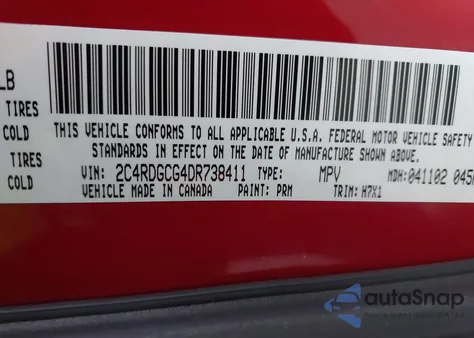 LB
TIRES
COLD
TIRES
COLD
THIS VEHICLE CONFORMS TO ALL APPLICABLE U.S.A. FEDERAL MOTOR VEHICLE SAFETY
STANDARDS IN EFFECT ON THE DATE OF MANUFACTURE SHOWN ABOVE.
VIN: 2C4RDGCG4DR738411 TYPE: MPV MDH: 041102 045
VEHICLE MADE IN CANADA PAINT: PRM TRIM: H7X1
autoSnap